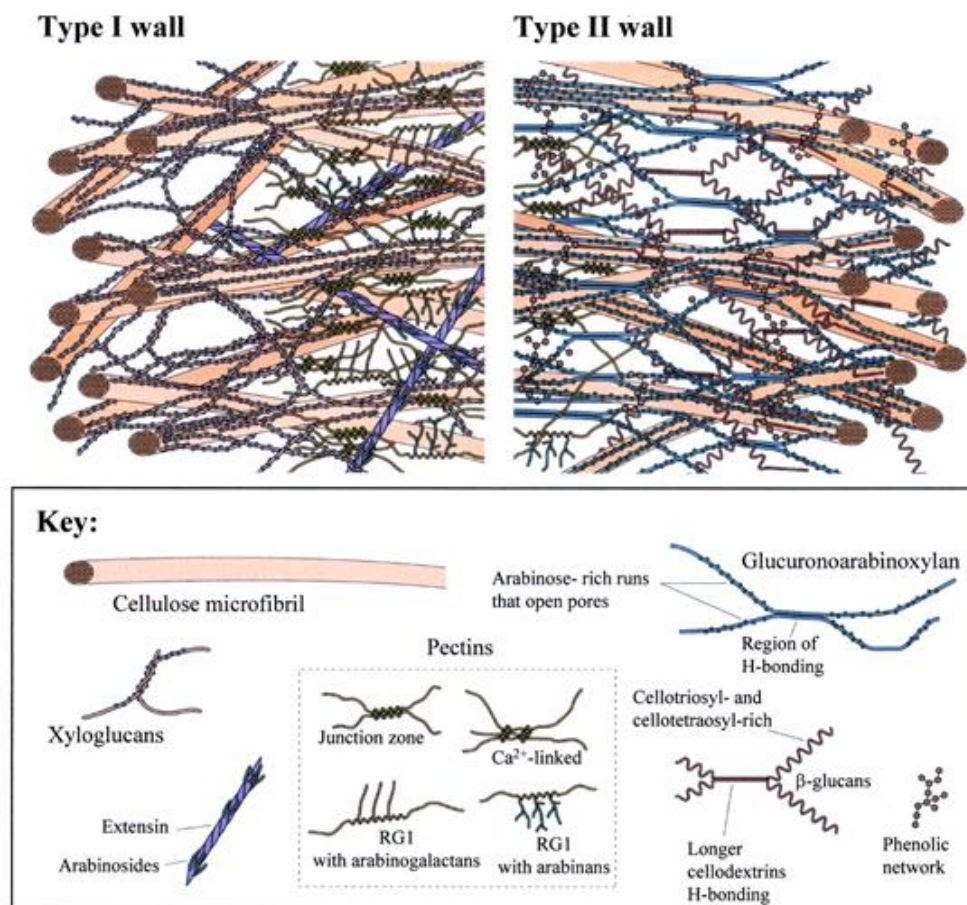 Type I wall
Type II wall
Key:
Cellulose microfibril
Arabinose- rich runs
that open pores
Glucuronoarabinoxylan
Region of
H-bonding
Xyloglucans
Pectins
Junction zone
Ca²⁺-linked
Cellotriosyl- and
cellotetraosyl-rich
β-glucans
Extensin
Arabinosides
RG1
with arabinogalactans
RG1
with arabinans
Longer
cellodextrins
H-bonding
Phenolic
network